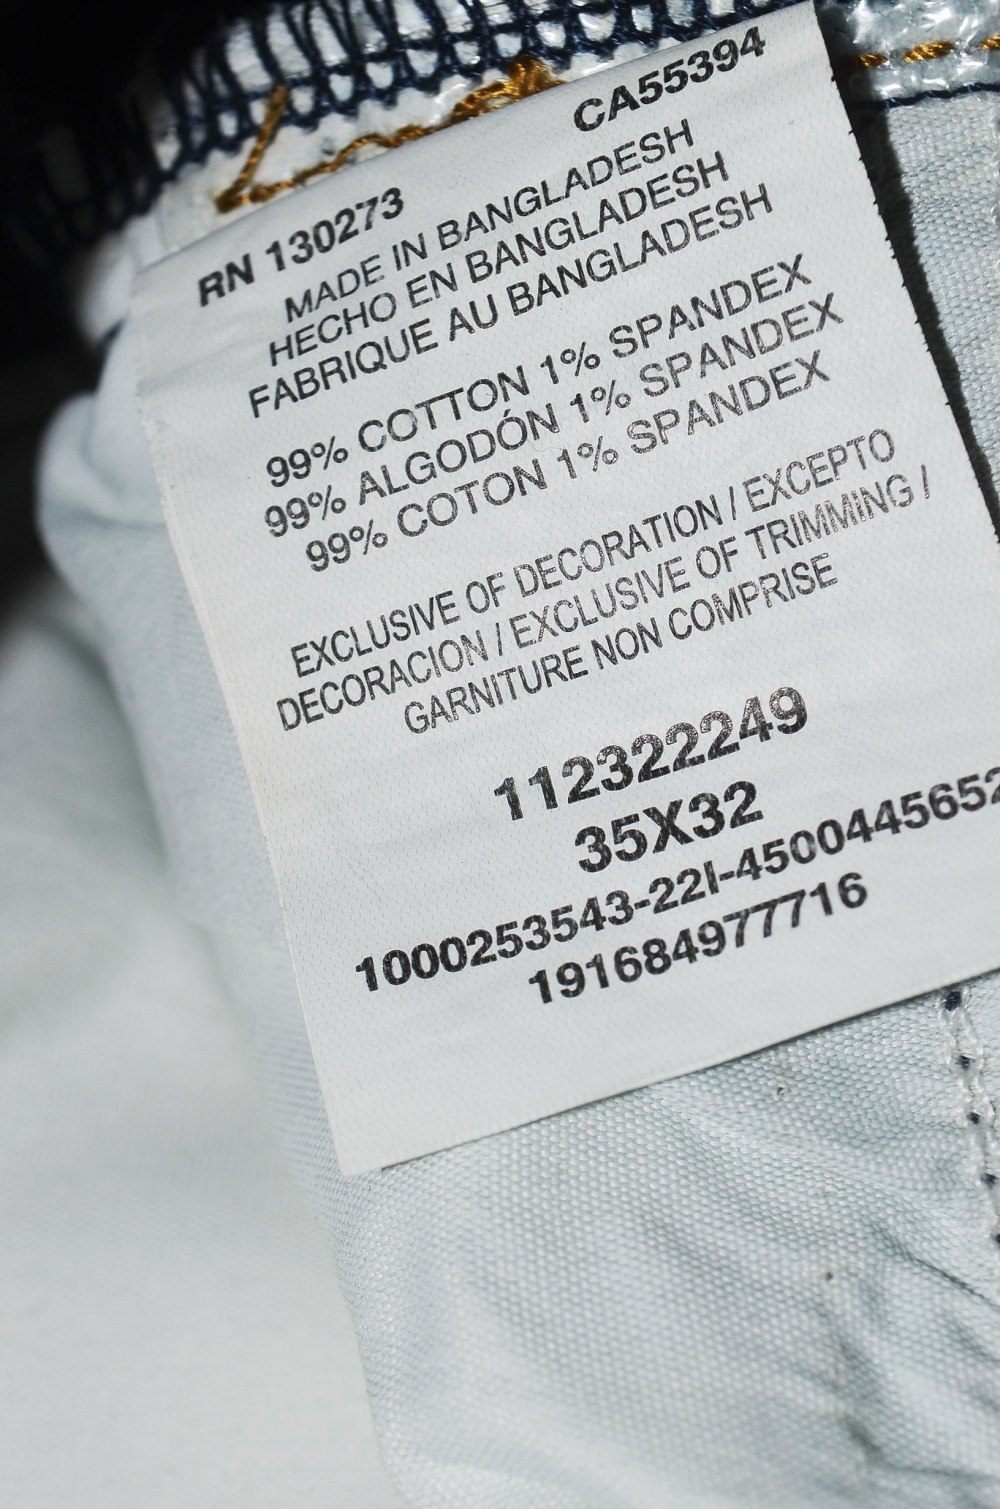 RN 130273 CA55394
MADE IN BANGLADESH
HECHO EN BANGLADESH
FABRIQUE AU BANGLADESH
99% COTTON 1% SPANDEX
99% ALGODÓN 1% SPANDEX
99% COTON 1% SPANDEX
EXCLUSIVE OF DECORATION / EXCEPTO
DECORACION / EXCLUSIVE OF TRIMMING /
GARNITURE NON COMPRISE
112322249
35X32
1000253543-22I-4500445652
191684977716